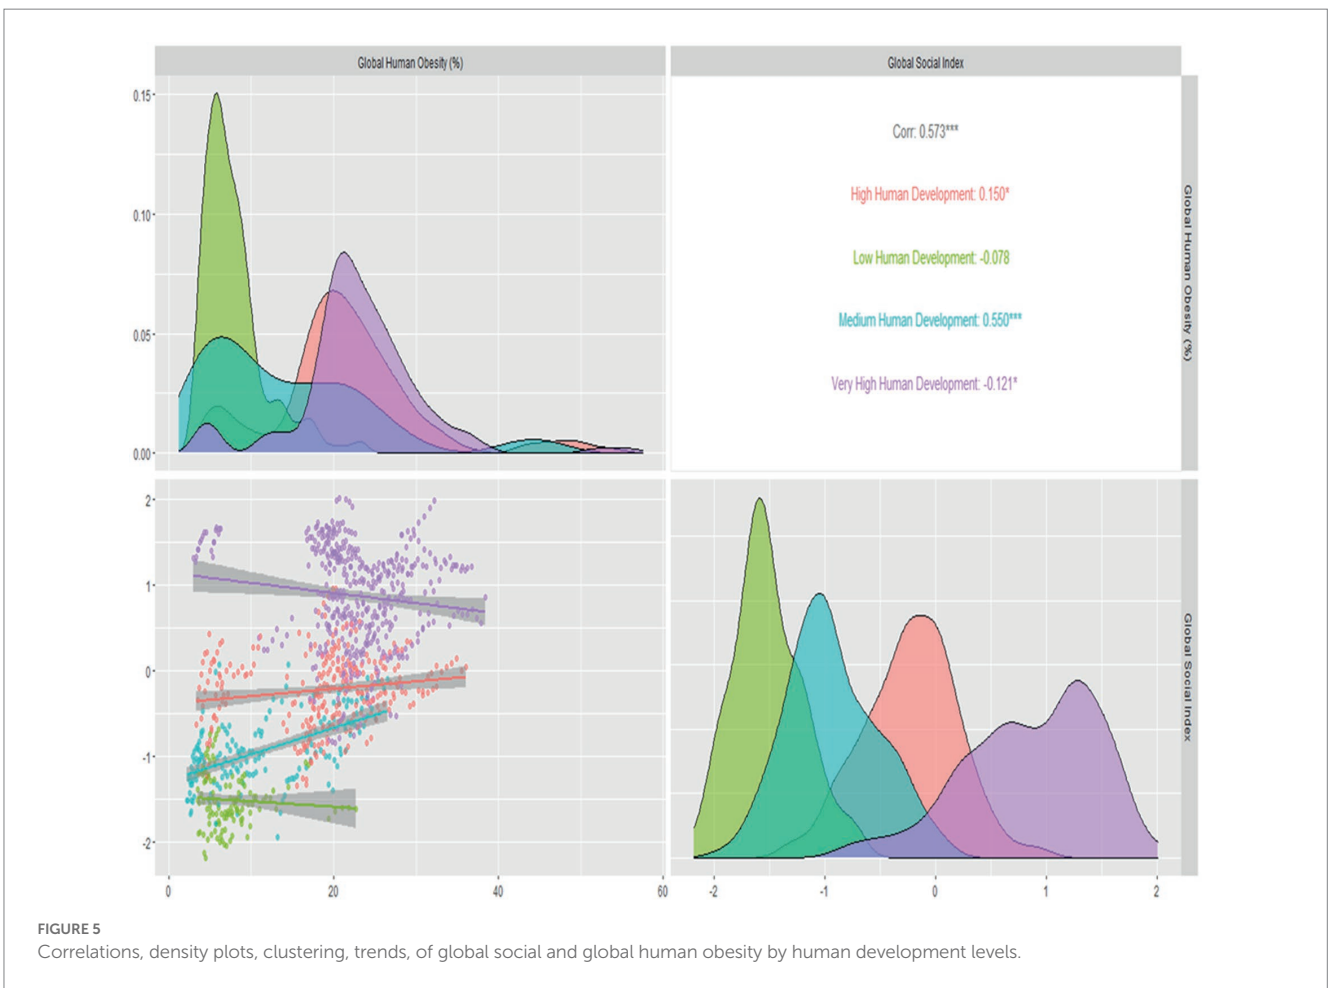 Global Human Obesity (%)
Global Social Index
0.15
0.10
0.05
0.00
Corr: 0.573***
High Human Development: 0.150*
Low Human Development: -0.078
Medium Human Development: 0.550***
Very High Human Development: -0.121*
Global Human Obesity (%)
2
1
0
-1
-2
Global Social Index
0
20
40
60
-2
-1
0
1
2
FIGURE 5
Correlations, density plots, clustering, trends, of global social and global human obesity by human development levels.